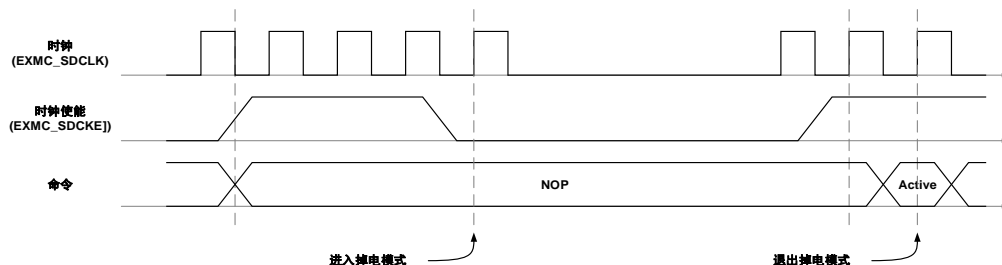 时钟
(EXMC_SDCLK)
时钟使能
(EXMC_SDCKE])
命令
NOP
Active
进入掉电模式
退出掉电模式